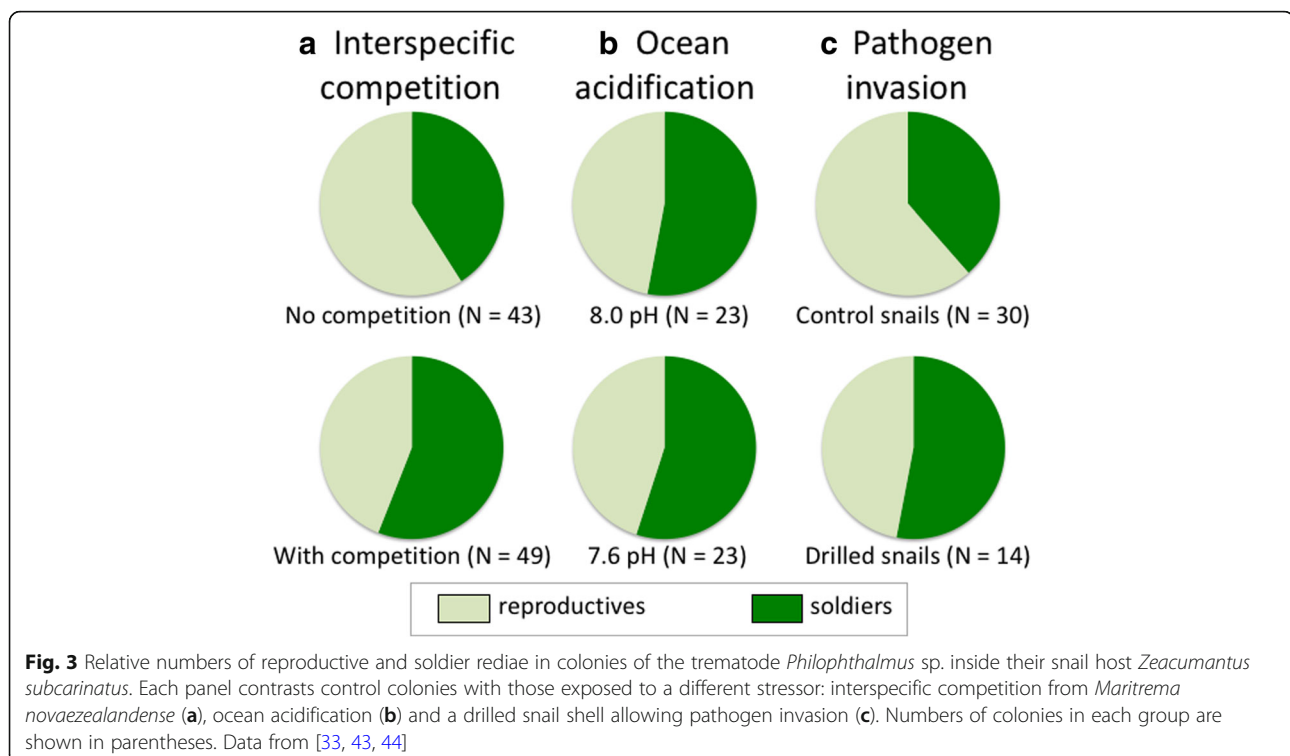 a Interspecific competition
b Ocean acidification
c Pathogen invasion
No competition (N = 43)
8.0 pH (N = 23)
Control snails (N = 30)
With competition (N = 49)
7.6 pH (N = 23)
Drilled snails (N = 14)
reproductives
soldiers
Fig. 3 Relative numbers of reproductive and soldier rediae in colonies of the trematode Philophthalmus sp. inside their snail host Zeacumantus
subcarinatus. Each panel contrasts control colonies with those exposed to a different stressor: interspecific competition from Maritrema
novaezealandense (a), ocean acidification (b) and a drilled snail shell allowing pathogen invasion (c). Numbers of colonies in each group are
shown in parentheses. Data from [33, 43, 44]